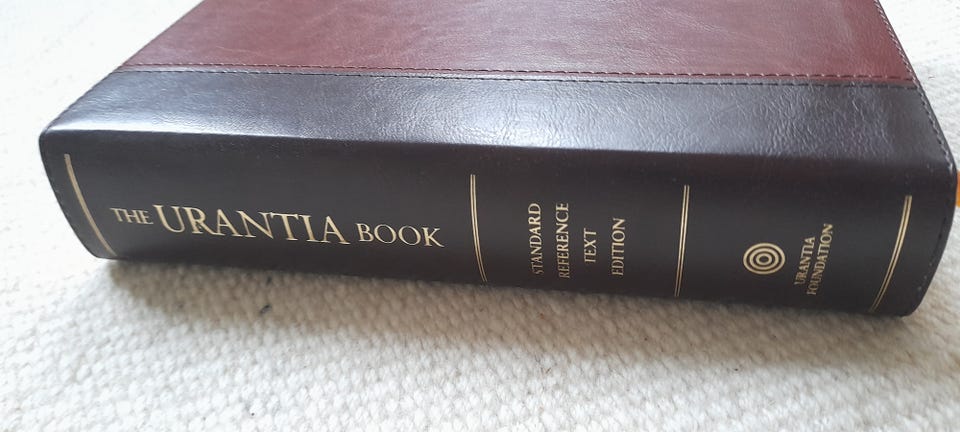 THE URANTIA BOOK
STANDARD
REFERENCE
TEXT
EDITION
URANTIA
FOUNDATION